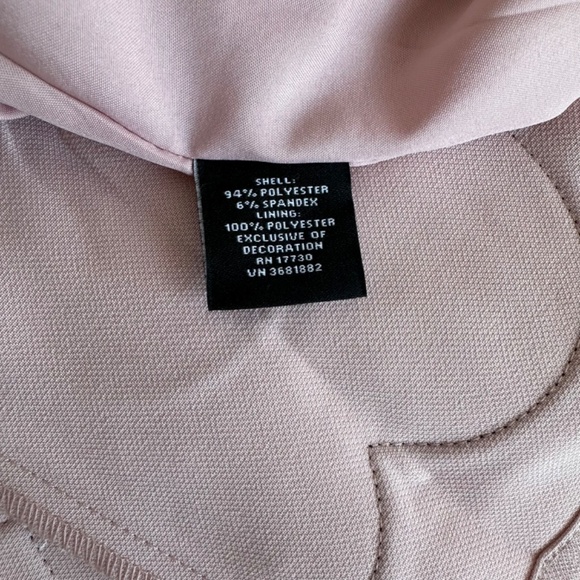 SHELL:
94% POLYESTER
6% SPANDEX
LINING:
100% POLYESTER
EXCLUSIVE OF
DECORATION
RN 17730
VN 3681882